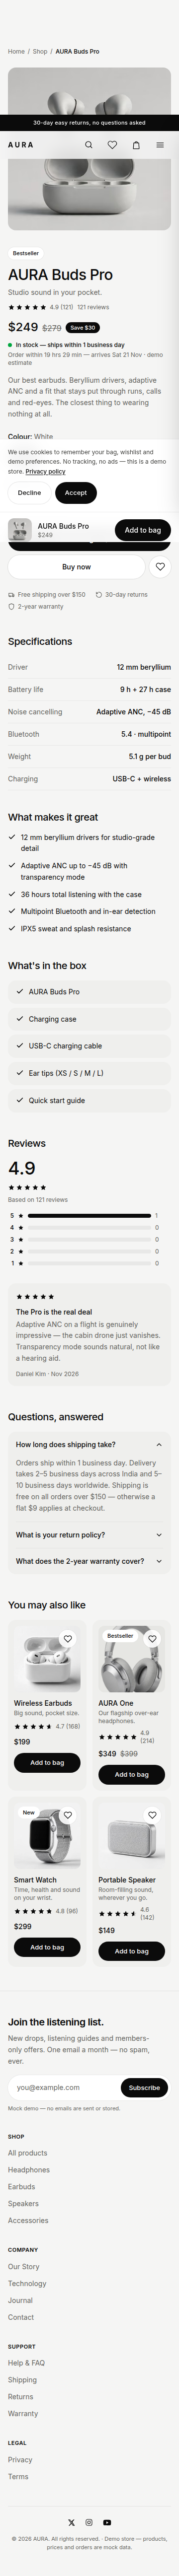 Home / Shop / AURA Buds Pro
30-day easy returns, no questions asked
AURA
Bestseller
AURA Buds Pro
Studio sound in your pocket.
4.9 (121) 121 reviews
$249 $279 Save $30
In stock — ships within 1 business day
Order within 19 hrs 29 min — arrives Sat 21 Nov · demo
estimate
Our best earbuds. Beryllium drivers, adaptive
ANC and a fit that stays put through runs, calls
and red-eyes. The closest thing to wearing
nothing at all.
Colour: White
We use cookies to remember your bag, wishlist and
demo preferences. No tracking, no ads — this is a demo
store. Privacy policy
Decline
Accept
AURA Buds Pro
$249
Add to bag
Buy now
Free shipping over $150
30-day returns
2-year warranty
Specifications
Driver 12 mm beryllium
Battery life 9 h + 27 h case
Noise cancelling Adaptive ANC, −45 dB
Bluetooth 5.4 · multipoint
Weight 5.1 g per bud
Charging USB-C + wireless
What makes it great
12 mm beryllium drivers for studio-grade
detail
Adaptive ANC up to −45 dB with
transparency mode
36 hours total listening with the case
Multipoint Bluetooth and in-ear detection
IPX5 sweat and splash resistance
What's in the box
AURA Buds Pro
Charging case
USB-C charging cable
Ear tips (XS / S / M / L)
Quick start guide
Reviews
4.9
Based on 121 reviews
5 1
4 0
3 0
2 0
1 0
The Pro is the real deal
Adaptive ANC on a flight is genuinely
impressive — the cabin drone just vanishes.
Transparency mode sounds natural, not like
a hearing aid.
Daniel Kim · Nov 2026
Questions, answered
How long does shipping take?
Orders ship within 1 business day. Delivery
takes 2–5 business days across India and 5–
10 business days worldwide. Shipping is
free on all orders over $150 — otherwise a
flat $9 applies at checkout.
What is your return policy?
What does the 2-year warranty cover?
You may also like
Wireless Earbuds
Big sound, pocket size.
4.7 (168)
$199
Add to bag
Bestseller
AURA One
Our flagship over-ear
headphones.
4.9
(214)
$349 $399
Add to bag
New
Smart Watch
Time, health and sound
on your wrist.
4.8 (96)
$299
Add to bag
Portable Speaker
Room-filling sound,
wherever you go.
4.6
(142)
$149
Add to bag
Join the listening list.
New drops, listening guides and members-
only offers. One email a month — no spam,
ever.
you@example.com
Subscribe
Mock demo — no emails are sent or stored.
SHOP
All products
Headphones
Earbuds
Speakers
Accessories
COMPANY
Our Story
Technology
Journal
Contact
SUPPORT
Help & FAQ
Shipping
Returns
Warranty
LEGAL
Privacy
Terms
© 2026 AURA. All rights reserved. · Demo store — products,
prices and orders are mock data.